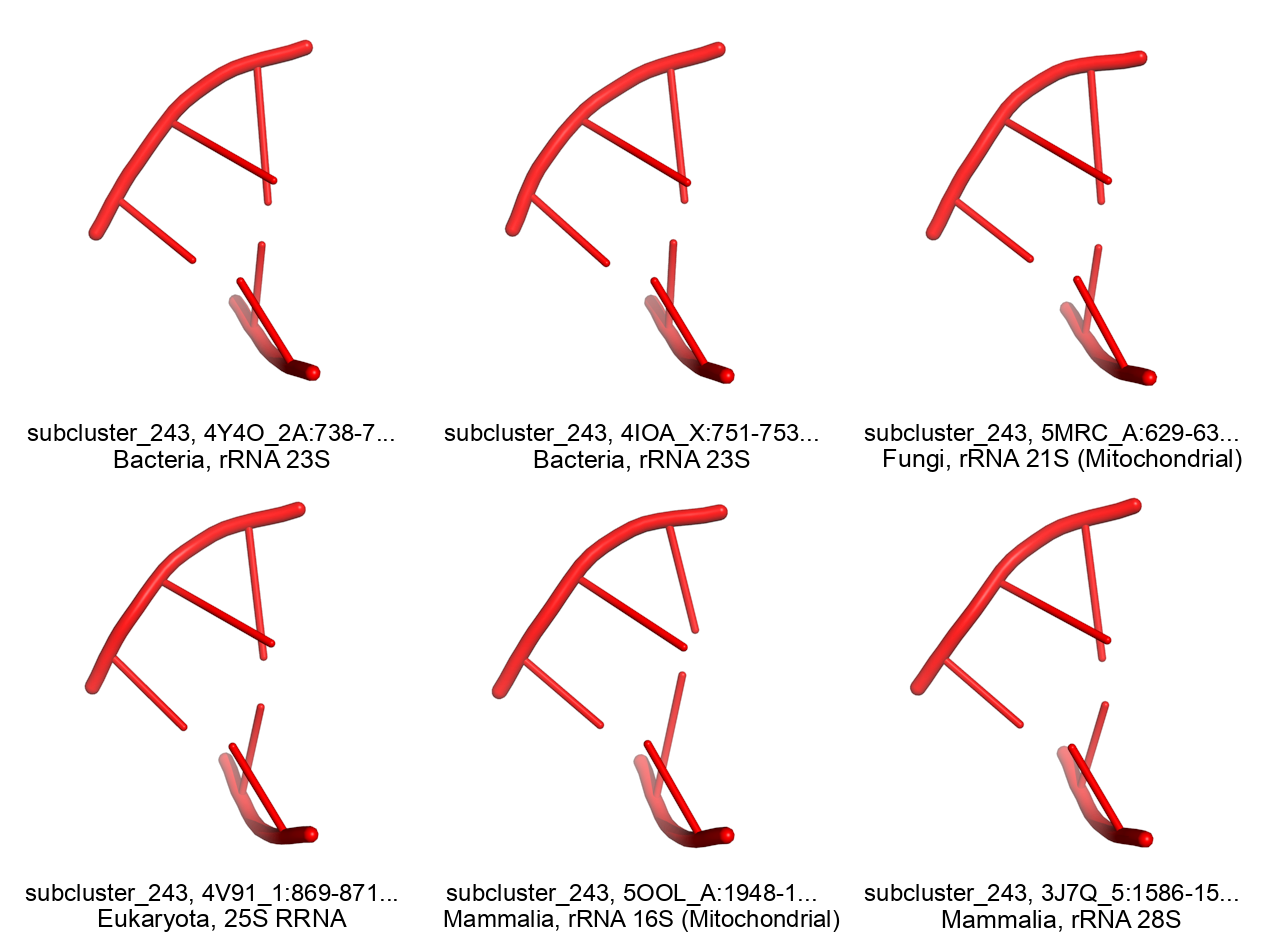 subcluster_243, 4Y4O_2A:738-7...
Bacteria, rRNA 23S
subcluster_243, 4IOA_X:751-753...
Bacteria, rRNA 23S
subcluster_243, 5MRC_A:629-63...
Fungi, rRNA 21S (Mitochondrial)
subcluster_243, 4V91_1:869-871...
Eukaryota, 25S RRNA
subcluster_243, 5OOL_A:1948-1...
Mammalia, rRNA 16S (Mitochondrial)
subcluster_243, 3J7Q_5:1586-15...
Mammalia, rRNA 28S